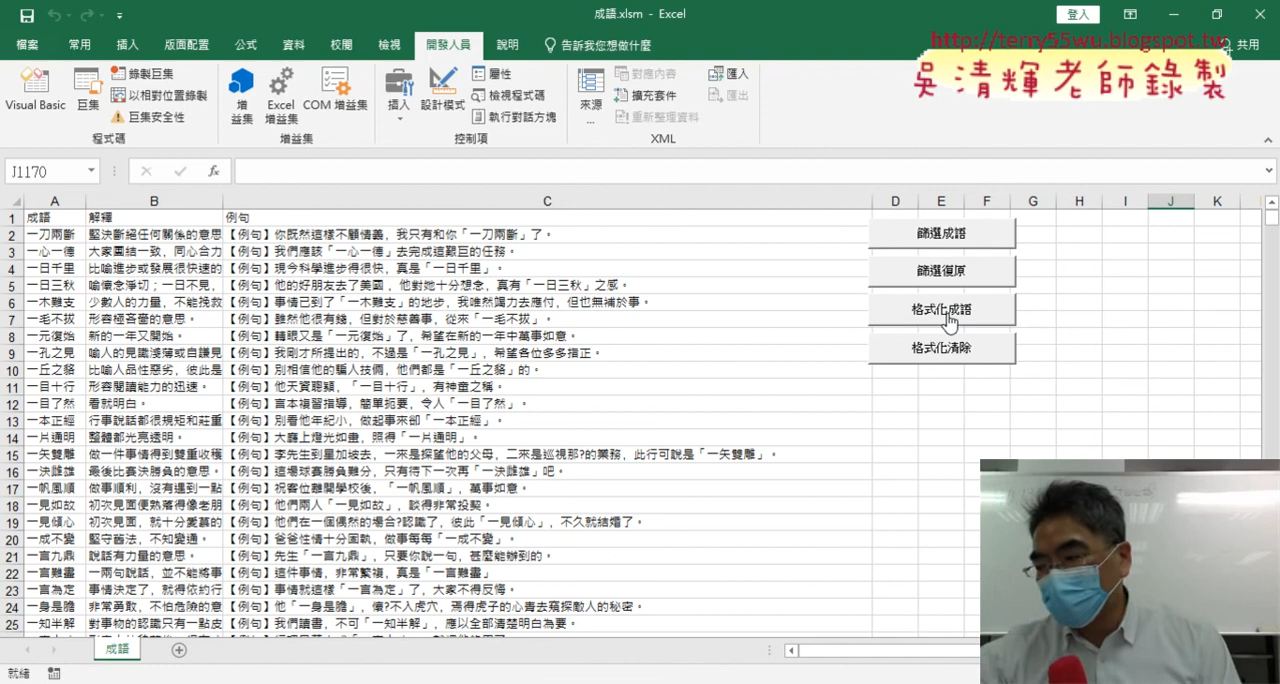 成語.xlsm - Excel
登入
http://terry55wu.blogspot.tw
吳清輝老師錄製
檔案 常用 插入 版面配置 公式 資料 校閱 檢視 開發人員 說明 告訴我您想做什麼 共用
Visual Basic 巨集 錄製巨集 以相對位置錄製 巨集安全性
增益集 Excel 增益集 COM 增益集
插入 設計模式 屬性 檢視程式碼 執行對話方塊
來源... 對應內容 擴充套件 重新整理資料 匯入 匯出
程式碼 增益集 控制項 XML
J1170 fx
A B C D E F G H I J K
1 成語 解釋 例句
2 一刀兩斷 堅決斷絕任何關係的意思 【例句】你既然這樣不顧情義，我只有和你「一刀兩斷」了。
3 一心一德 大家團結一致，同心合力 【例句】我們應該「一心一德」去完成這艱巨的任務。
4 一日千里 比喻進步或發展很快速的 【例句】現今科學進步得很快，真是「一日千里」。
5 一日三秋 喻懷念淨切；一日不見， 【例句】他的好朋友去了美國，他對她十分想念，真有「一日三秋」之感。
6 一木難支 少數人的力量，不能挽救 【例句】事情已到了「一木難支」的地步，我唯然竭力去應付，但也無補於事。
7 一毛不拔 形容極吝嗇的意思。 【例句】雖然他很有錢，但對於慈善事，從來「一毛不拔」。
8 一元復始 新的一年又開始。 【例句】轉眼又是「一元復始」了，希望在新的一年中萬事如意。
9 一孔之見 喻人的見識淺薄或自謙見 【例句】我剛才所提出的，不過是「一孔之見」，希望各位多多指正。
10 一丘之貉 比喻人品性惡劣，彼此是 【例句】別相信他的騙人技倆，他們都是「一丘之貉」的。
11 一目十行 形容閱讀能力的迅速。 【例句】他天資聰穎，「一目十行」，有神童之稱。
12 一目了然 看就明白。 【例句】言本複習指導，簡單扼要，令人「一目了然」。
13 一本正經 行事說話都很規矩和莊重 【例句】別看他年紀小，做起事來卻「一本正經」。
14 一片通明 整體都光亮透明。 【例句】大廳上燈光如晝，照得「一片通明」。
15 一矢雙雕 做一件事情得到雙重收穫 【例句】李先生到星加坡去，一來是探望他的父母，二來是巡視那?的業務，此行可說是「一矢雙雕」。
16 一決雌雄 最後比賽決勝負的意思。 【例句】這場球賽勝負難分，只有待下一次再「一決雌雄」吧。
17 一帆風順 做事順利，沒有遇到一點 【例句】祝客位離開學校後，「一帆風順」，萬事如意。
18 一見如故 初次見面便熟落得像老朋 【例句】他們兩人「一見如故」，談得非常投契。
19 一見傾心 初次見面，就十分愛慕的 【例句】他們在一個偶然的場合?認識了，彼此「一見傾心」，不久就結婚了。
20 一成不變 堅守舊法，不知變通。 【例句】爸爸性情十分固執，做事每每「一成不變」。
21 一言九鼎 說話有力量的意思。 【例句】先生「一言九鼎」，只要你說一句，甚麼能辦到的。
22 一言難盡 一兩句說話，並不能將事 【例句】這件事情，非常繁複，真是「一言難盡」
23 一言為定 事情決定了，就得依約行 【例句】事情就這樣「一言為定」了，大家不得反悔。
24 一身是膽 非常勇敢，不怕危險的意 【例句】他「一身是膽」，懷?不入虎穴，焉得虎子的心胥去窺探敵人的秘密。
25 一知半解 對事物的認識只有一點皮 【例句】我們讀書，不可「一知半解」，應以全部清楚明白為要。
篩選成語
篩選復原
格式化成語
格式化清除
成語
就緒